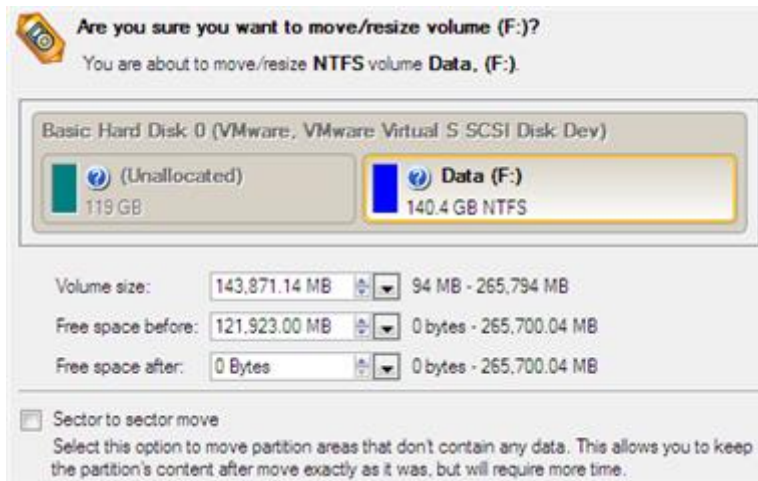 Are you sure you want to move/resize volume (F:)?
You are about to move/resize NTFS volume Data, (F:).
Basic Hard Disk 0 (VMware, VMware Virtual S SCSI Disk Dev)
(Unallocated)
119 GB
Data (F:)
140.4 GB NTFS
Volume size: 143,871.14 MB 94 MB - 265,794 MB
Free space before: 121,923.00 MB 0 bytes - 265,700.04 MB
Free space after: 0 Bytes 0 bytes - 265,700.04 MB
Sector to sector move
Select this option to move partition areas that don't contain any data. This allows you to keep
the partition's content after move exactly as it was, but will require more time.